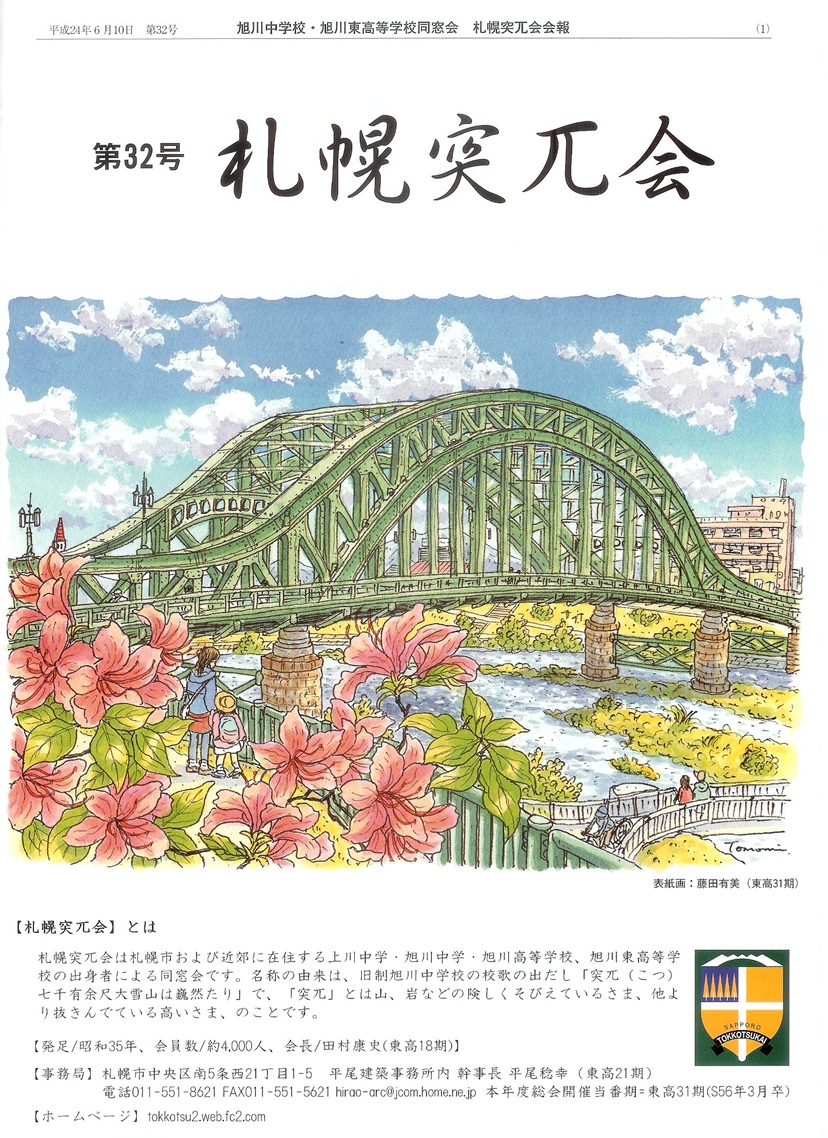 平成24年6月10日 第32号
旭川中学校・旭川東高等学校同窓会 札幌突兀会会報
(1)
第32号 札幌突兀会
Tomomi.
表紙画：藤田有美（東高31期）
【札幌突兀会】とは
札幌突兀会は札幌市および近郊に在住する上川中学・旭川中学・旭川高等学校、旭川東高等学
校の出身者による同窓会です。名称の由来は、旧制旭川中学校の校歌の出だし「突兀（こつ）
七千有余尺大雪山は巍然たり」で、「突兀」とは山、岩などの険しくそびえているさま、他よ
り抜きんでている高いさま、のことです。
SAPPORO
TOKKOTSUKAI
【発足/昭和35年、会員数/約4,000人、会長/田村康史(東高18期)】
【事務局】札幌市中央区南5条西21丁目1-5 平尾建築事務所内 幹事長 平尾稔幸（東高21期）
電話011-551-8621 FAX011-551-5621 hirao-arc@jcom.home.ne.jp 本年度総会開催当番期=東高31期(S56年3月卒)
【ホームページ】tokkotsu2.web.fc2.com